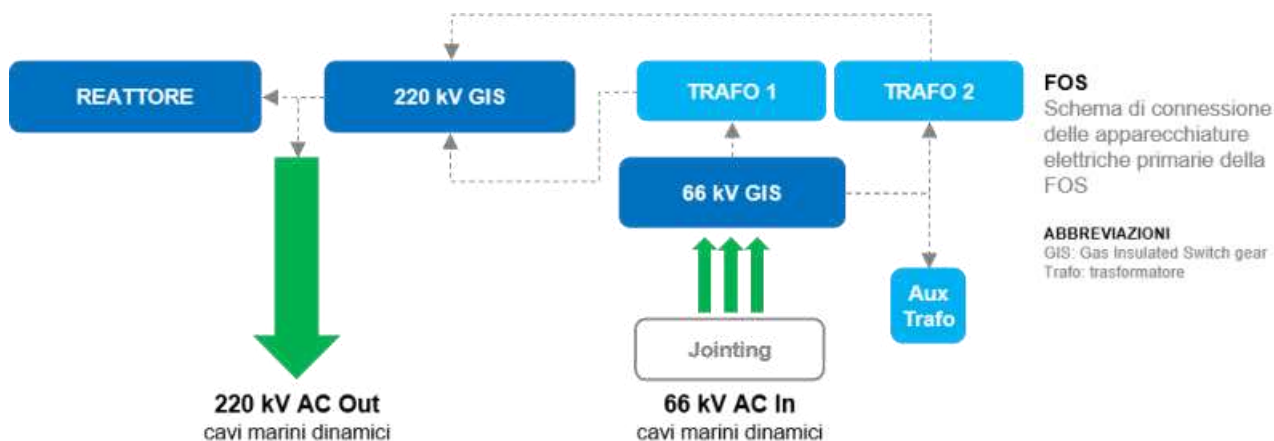 REATTORE
220 kV GIS
TRAFO 1
TRAFO 2
66 kV GIS
Aux
Trafo
Jointing
220 kV AC Out
cavi marini dinamici
66 kV AC In
cavi marini dinamici
FOS
Schema di connessione
delle apparecchiature
elettriche primarie della
FOS
ABBREVIAZIONI
GIS: Gas Insulated Switch gear
Trafo: trasformatore